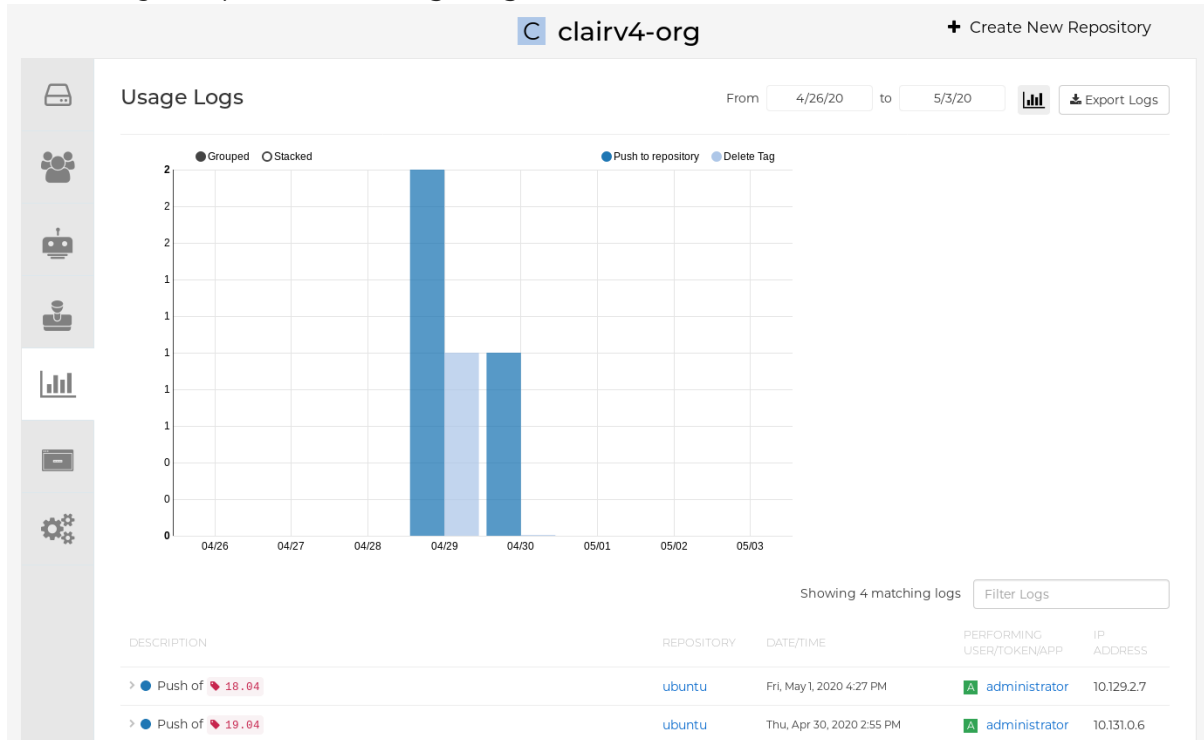 C clairv4-org
+ Create New Repository
Usage Logs
From 4/26/20 to 5/3/20
Export Logs
Grouped Stacked
Push to repository Delete Tag
2
2
2
1
1
1
1
1
0
0
0
04/26 04/27 04/28 04/29 04/30 05/01 05/02 05/03
Showing 4 matching logs Filter Logs
DESCRIPTION REPOSITORY DATE/TIME PERFORMING USER/TOKEN/APP IP ADDRESS
Push of 18.04 ubuntu Fri, May 1, 2020 4:27 PM A administrator 10.129.2.7
Push of 19.04 ubuntu Thu, Apr 30, 2020 2:55 PM A administrator 10.131.0.6